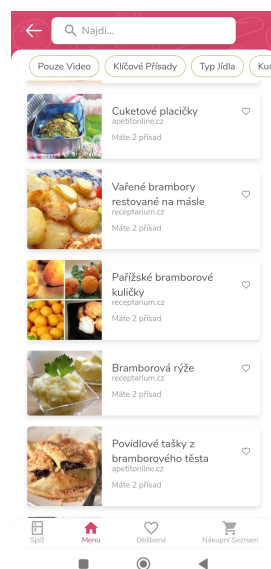 Najdi...
Pouze Video
Klíčové Přísady
Typ Jídla
Cuketové placičky
apetitonline.cz
Máte 2 přísad
Vařené brambory
restované na másle
receptarium.cz
Máte 2 přísad
Pařížské bramborové
kuličky
receptarium.cz
Máte 2 přísad
Bramborová rýže
receptarium.cz
Máte 2 přísad
Povidlové tašky z
bramborového těsta
apetitonline.cz
Máte 2 přísad
Spíž
Menu
Oblíbené
Nákupní Seznam